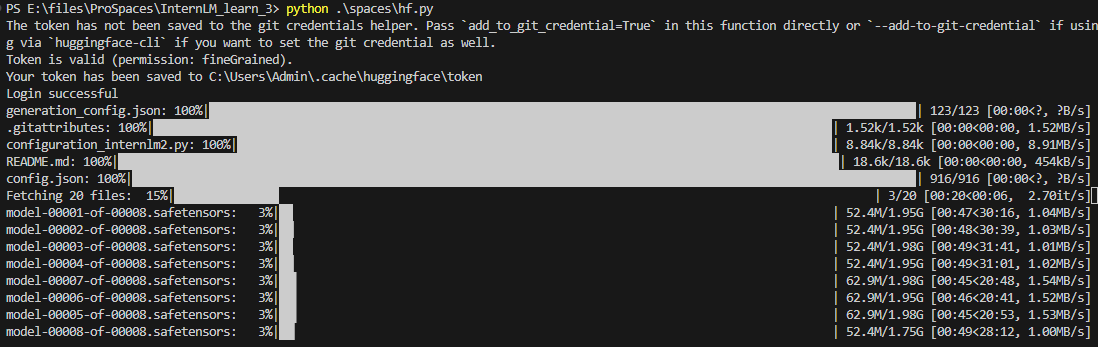 PS E:\files\ProSpaces\InternLM_learn_3> python .\spaces\hf.py
The token has not been saved to the git credentials helper. Pass `add_to_git_credential=True` in this function directly or `--add-to-git-credential` if usin
g via `huggingface-cli` if you want to set the git credential as well.
Token is valid (permission: fineGrained).
Your token has been saved to C:\Users\Admin\.cache\huggingface\token
Login successful
generation_config.json: 100%| | 123/123 [00:00<?, ?B/s]
.gitattributes: 100%| | 1.52k/1.52k [00:00<00:00, 1.52MB/s]
configuration_internlm2.py: 100%| | 8.84k/8.84k [00:00<00:00, 8.91MB/s]
README.md: 100%| | 18.6k/18.6k [00:00<00:00, 454kB/s]
config.json: 100%| | 916/916 [00:00<?, ?B/s]
Fetching 20 files:  15%| | 3/20 [00:20<00:06,  2.70it/s]
model-00001-of-00008.safetensors:   3%| | 52.4M/1.95G [00:47<30:16, 1.04MB/s]
model-00002-of-00008.safetensors:   3%| | 52.4M/1.95G [00:48<30:39, 1.03MB/s]
model-00003-of-00008.safetensors:   3%| | 52.4M/1.98G [00:49<31:41, 1.01MB/s]
model-00004-of-00008.safetensors:   3%| | 52.4M/1.95G [00:49<31:01, 1.02MB/s]
model-00007-of-00008.safetensors:   3%| | 62.9M/1.98G [00:45<20:48, 1.54MB/s]
model-00006-of-00008.safetensors:   3%| | 62.9M/1.95G [00:46<20:41, 1.52MB/s]
model-00005-of-00008.safetensors:   3%| | 62.9M/1.98G [00:45<20:53, 1.53MB/s]
model-00008-of-00008.safetensors:   3%| | 52.4M/1.75G [00:49<28:12, 1.00MB/s]